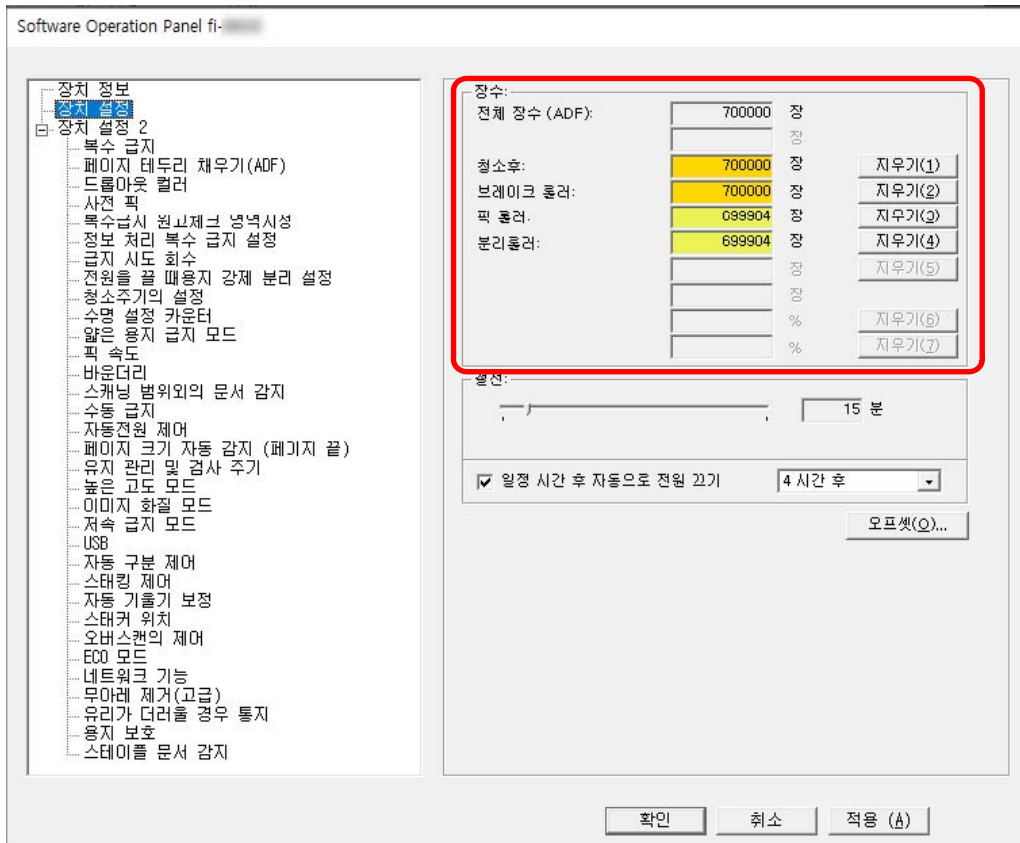 Software Operation Panel fi-
장치 정보
장치 설정
장치 설정 2
복수 급지
페이지 테두리 채우기(ADF)
드롭아웃 컬러
사전 픽
복수급지 원고체크 영역지정
정보 처리 복수 급지 설정
급지 시도 회수
전원을 끌 때용지 강제 분리 설정
청소주기의 설정
수명 설정 카운터
얇은 용지 급지 모드
픽 속도
바운더리
스캐닝 범위외의 문서 감지
수동 급지
자동전원 제어
페이지 크기 자동 감지 (페이지 끝)
유지 관리 및 검사 주기
높은 고도 모드
이미지 화질 모드
저속 급지 모드
USB
자동 구분 제어
스태킹 제어
자동 기울기 보정
스태커 위치
오버스캔의 제어
ECO 모드
네트워크 기능
무아레 제거(고급)
유리가 더러울 경우 통지
용지 보호
스테이플 문서 감지
장수:
전체 장수 (ADF): 700000 장
장
청소후: 700000 장 지우기(1)
브레이크 롤러: 700000 장 지우기(2)
픽 롤러: 699904 장 지우기(3)
분리롤러: 699904 장 지우기(4)
장 지우기(5)
장
% 지우기(6)
% 지우기(7)
절전:
15 분
일정 시간 후 자동으로 전원 끄기 4 시간 후
오프셋(O)...
확인 취소 적용 (A)